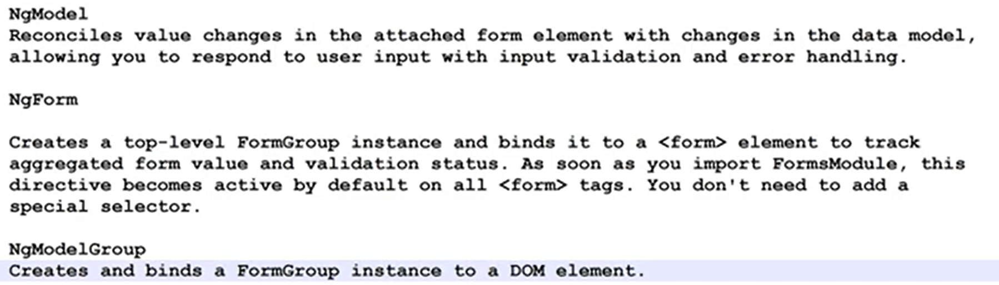 NgModel
Reconciles value changes in the attached form element with changes in the data model,
allowing you to respond to user input with input validation and error handling.
NgForm
Creates a top-level FormGroup instance and binds it to a <form> element to track
aggregated form value and validation status. As soon as you import FormsModule, this
directive becomes active by default on all <form> tags. You don't need to add a
special selector.
NgModelGroup
Creates and binds a FormGroup instance to a DOM element.